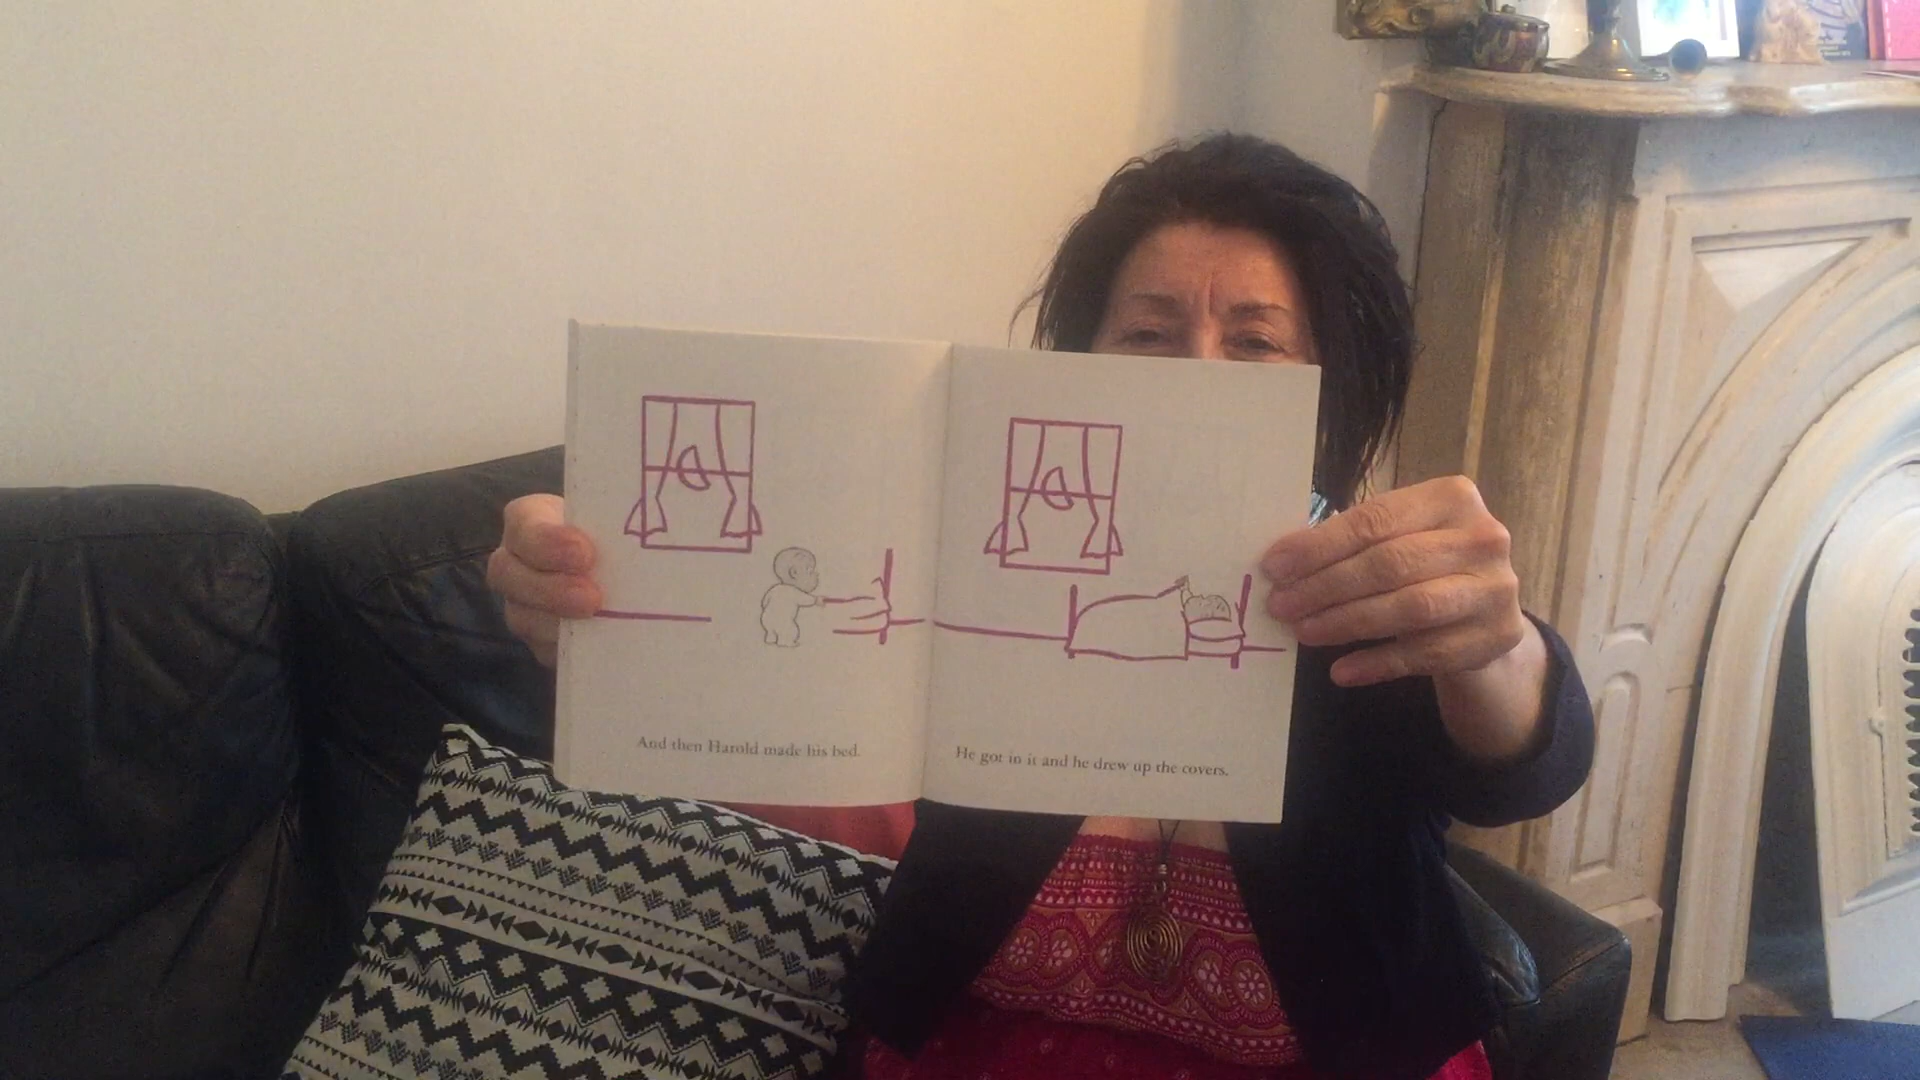 And then Harold made his bed.
He got in it and he drew up the covers.